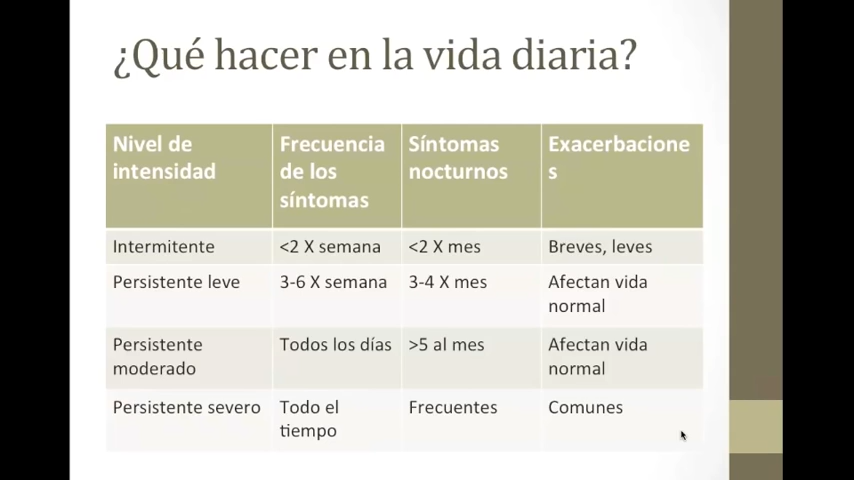 ¿Qué hacer en la vida diaria?
Nivel de
intensidad
Frecuencia
de los
síntomas
Síntomas
nocturnos
Exacerbacione
s
Intermitente
<2 X semana
<2 X mes
Breves, leves
Persistente leve
3-6 X semana
3-4 X mes
Afectan vida
normal
Persistente
moderado
Todos los días
>5 al mes
Afectan vida
normal
Persistente severo
Todo el
tiempo
Frecuentes
Comunes